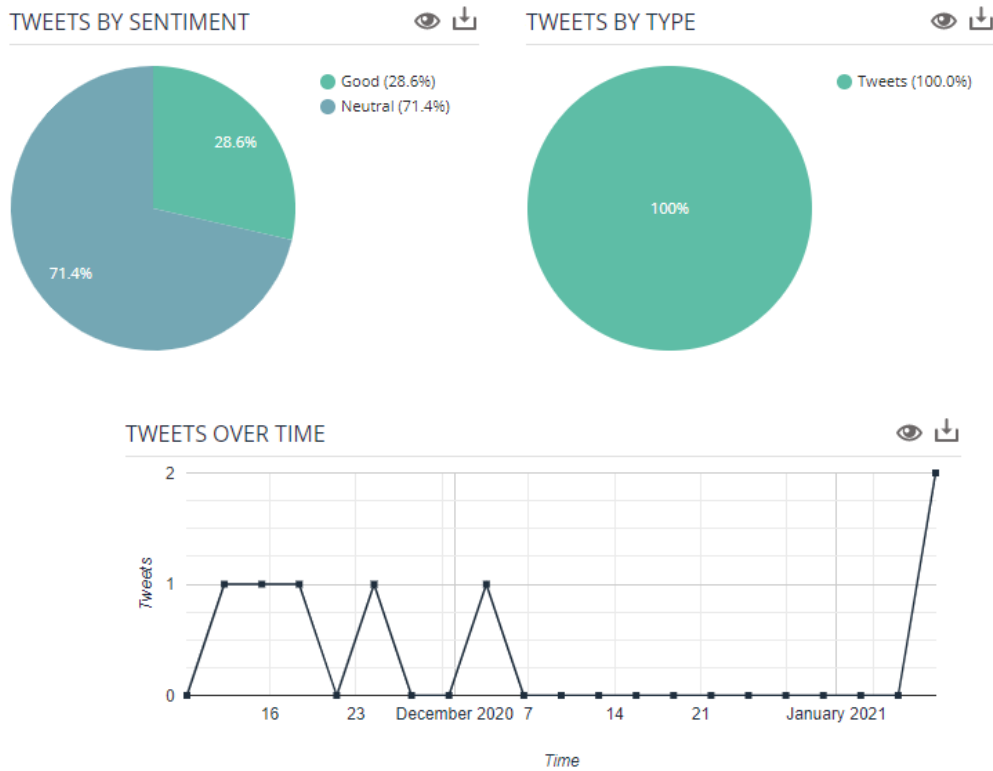 TWEETS BY SENTIMENT
Good (28.6%)
Neutral (71.4%)
28.6%
71.4%
TWEETS BY TYPE
Tweets (100.0%)
100%
TWEETS OVER TIME
Tweets
2
1
0
16 23 December 2020 7 14 21 January 2021
Time